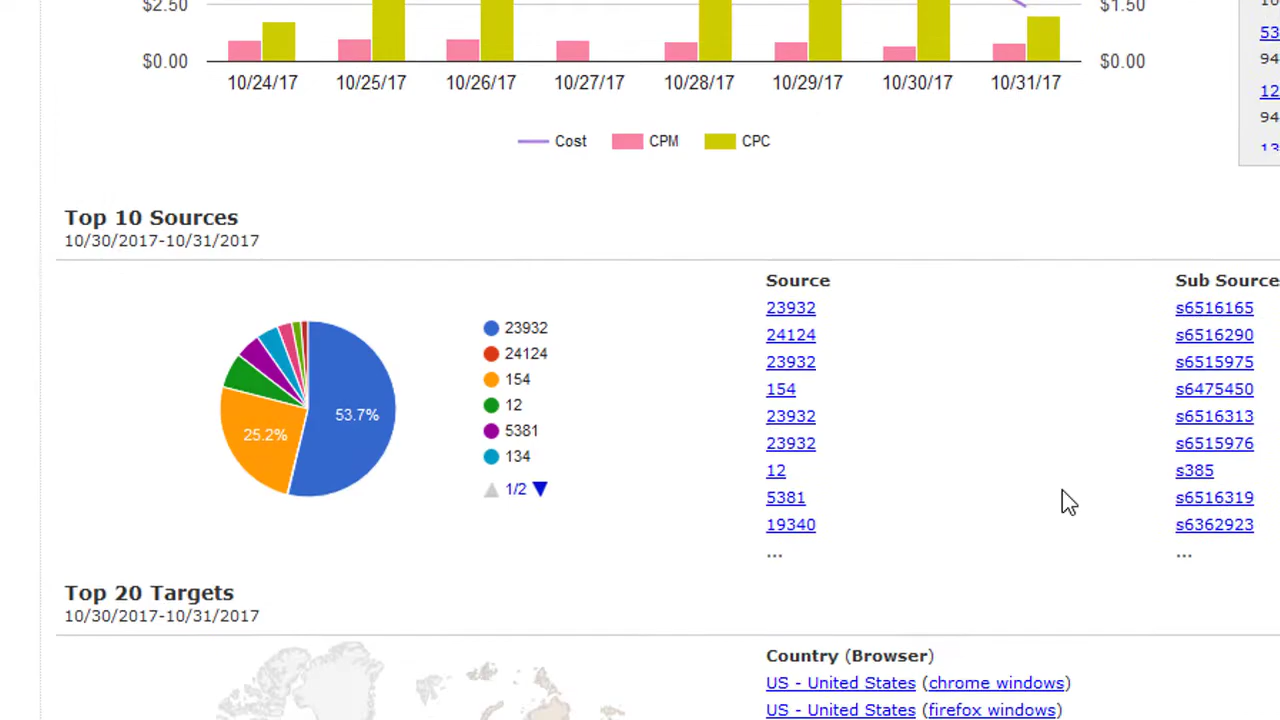 $2.50
$1.50
$0.00
$0.00
10/24/17 10/25/17 10/26/17 10/27/17 10/28/17 10/29/17 10/30/17 10/31/17
Cost CPM CPC
53
94
12
94
Top 10 Sources
10/30/2017-10/31/2017
53.7%
25.2%
23932
24124
154
12
5381
134
1/2
Source Sub Source
23932 s6516165
24124 s6516290
23932 s6515975
154 s6475450
23932 s6516313
23932 s6515976
12 s385
5381 s6516319
19340 s6362923
... ...
Top 20 Targets
10/30/2017-10/31/2017
Country (Browser)
US - United States (chrome windows)
US - United States (firefox windows)